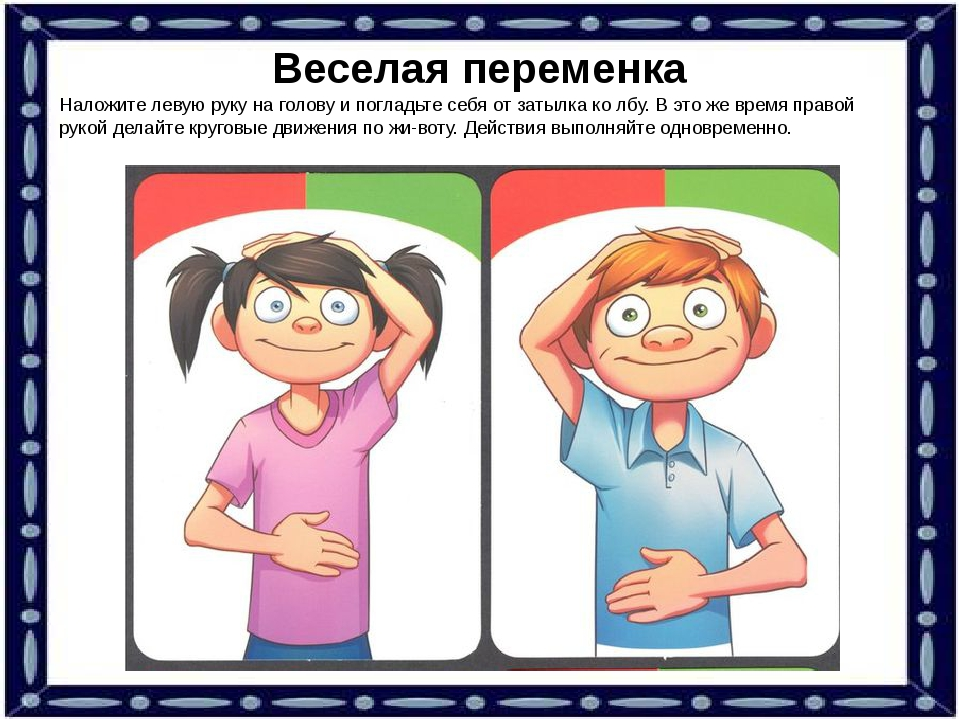 Веселая переменка
Наложите левую руку на голову и погладьте себя от затылка ко лбу. В это же время правой
рукой делайте круговые движения по жи-воту. Действия выполняйте одновременно.